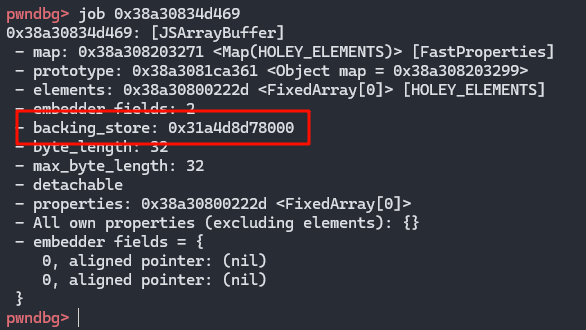 pwndbg> job 0x38a30834d469
0x38a30834d469: [JSArrayBuffer]
- map: 0x38a308203271 <Map(HOLEY_ELEMENTS)> [FastProperties]
- prototype: 0x38a3081ca361 <Object map = 0x38a308203299>
- elements: 0x38a30800222d <FixedArray[0]> [HOLEY_ELEMENTS]
- embedder fields: 2
- backing_store: 0x31a4d8d78000
- byte_length: 32
- max_byte_length: 32
- detachable
- properties: 0x38a30800222d <FixedArray[0]>
- All own properties (excluding elements): {}
- embedder fields = {
0, aligned pointer: (nil)
0, aligned pointer: (nil)
}
pwndbg>